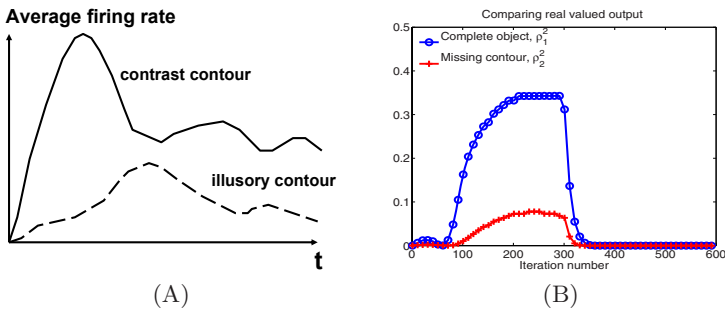 Average firing rate
contrast contour
illusory contour
t
(A)
Comparing real valued output
Complete object, ρ₁²
Missing contour, ρ₂²
0.5
0.4
0.3
0.2
0.1
0
0 100 200 300 400 500 600
Iteration number
(B)